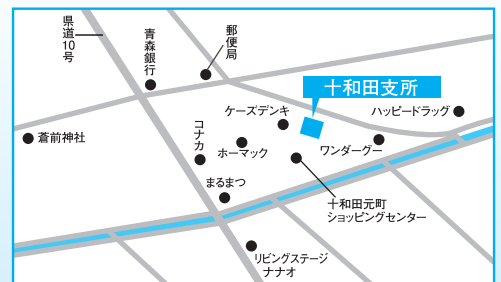 県道10号
青森銀行
郵便局
十和田支所
ケーズデンキ
ハッピードラッグ
蒼前神社
コナカ
ホーマック
ワンダーグー
まるまつ
十和田元町
ショッピングセンター
リビングステージ
ナナオ